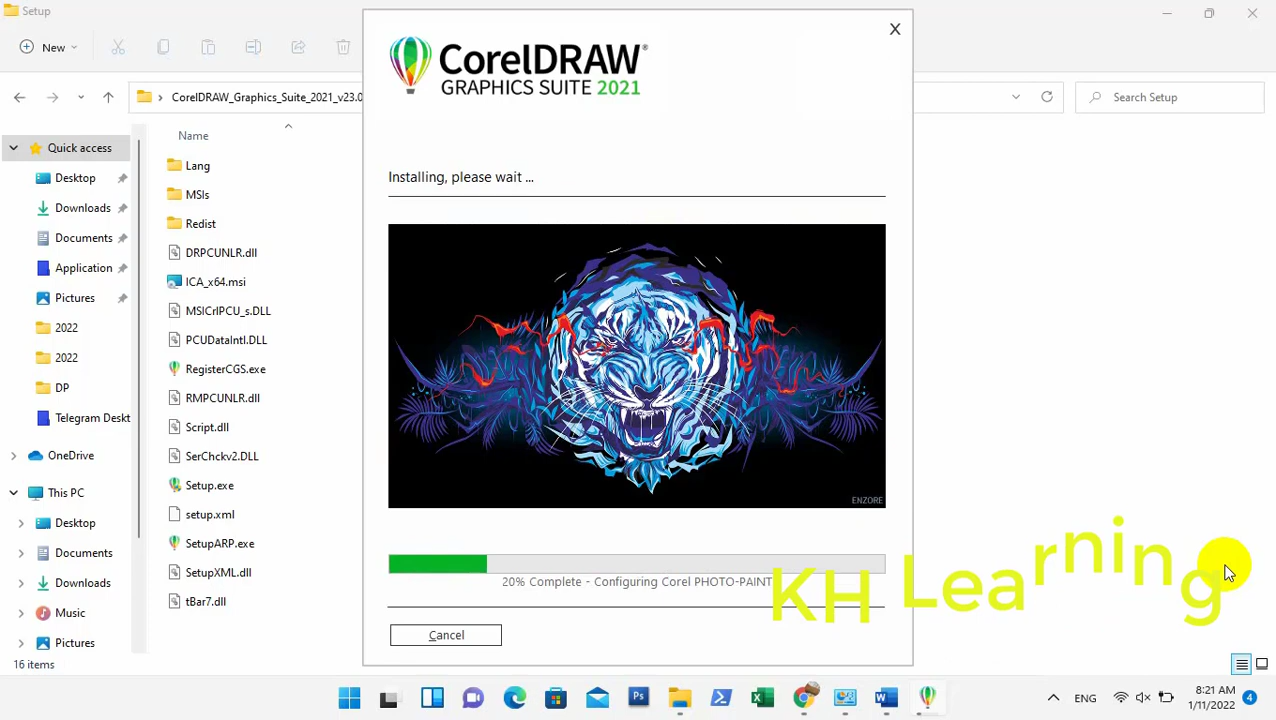 Setup
New
CorelDRAW_Graphics_Suite_2021_v23.0
Search Setup
Quick access
Desktop
Downloads
Documents
Application
Pictures
2022
2022
DP
Telegram Deskt
OneDrive
This PC
Desktop
Documents
Downloads
Music
Pictures
16 items
Name
Lang
MSIs
Redist
DRPCUNLR.dll
ICA_x64.msi
MSICrlPCU_s.DLL
PCUDataIntl.DLL
RegisterCGS.exe
RMPCUNLR.dll
Script.dll
SerChckv2.DLL
Setup.exe
setup.xml
SetupARP.exe
SetupXML.dll
tBar7.dll
X
CorelDRAW®
GRAPHICS SUITE 2021
Installing, please wait ...
ENZORE
20% Complete - Configuring Corel PHOTO-PAINT
Cancel
KH Learning
Ps
ENG
8:21 AM
1/11/2022
4